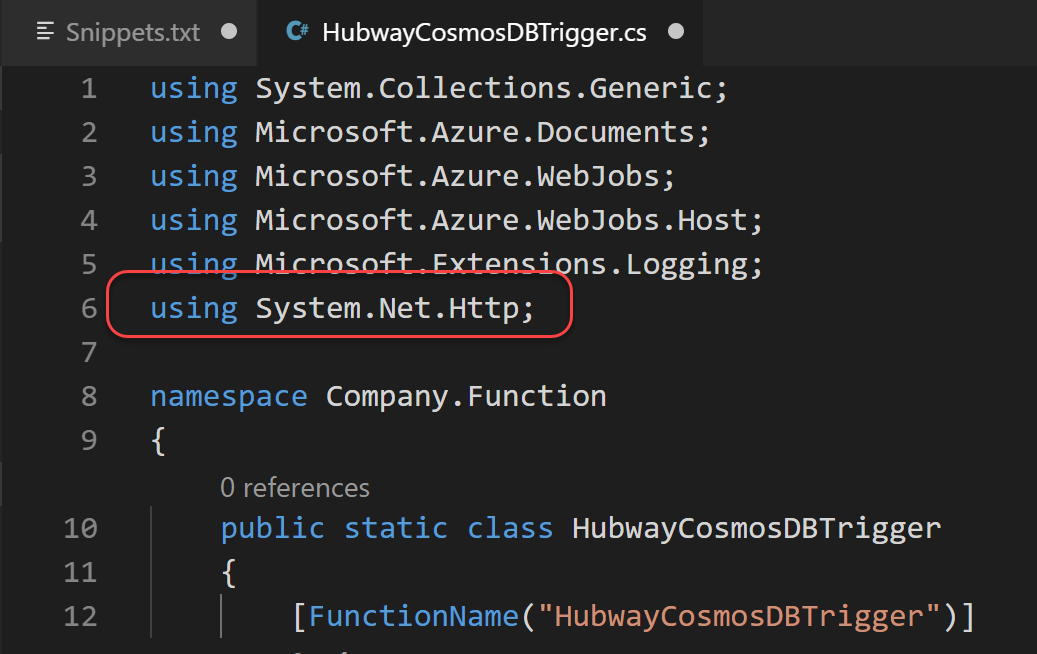 Snippets.txt
C# HubwayCosmosDBTrigger.cs
1 using System.Collections.Generic;
2 using Microsoft.Azure.Documents;
3 using Microsoft.Azure.WebJobs;
4 using Microsoft.Azure.WebJobs.Host;
5 using Microsoft.Extensions.Logging;
6 using System.Net.Http;
7
8 namespace Company.Function
9 {
0 references
10 public static class HubwayCosmosDBTrigger
11 {
12 [FunctionName("HubwayCosmosDBTrigger")]